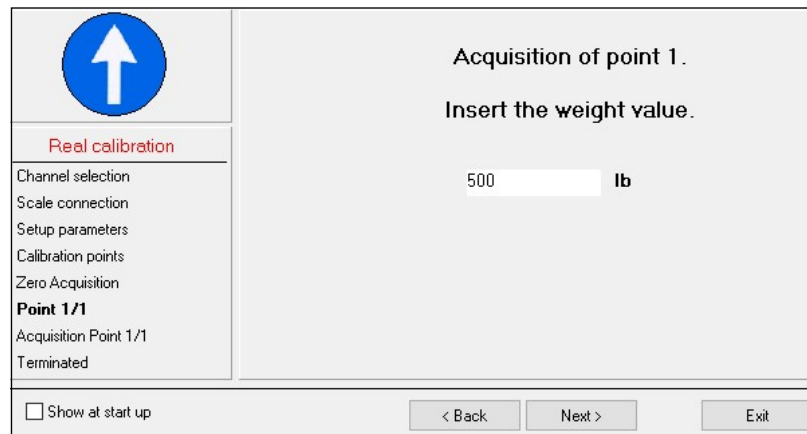 Real calibration
Channel selection
Scale connection
Setup parameters
Calibration points
Zero Acquisition
Point 1/1
Acquisition Point 1/1
Terminated
Acquisition of point 1.
Insert the weight value.
500 lb
Show at start up
< Back Next > Exit